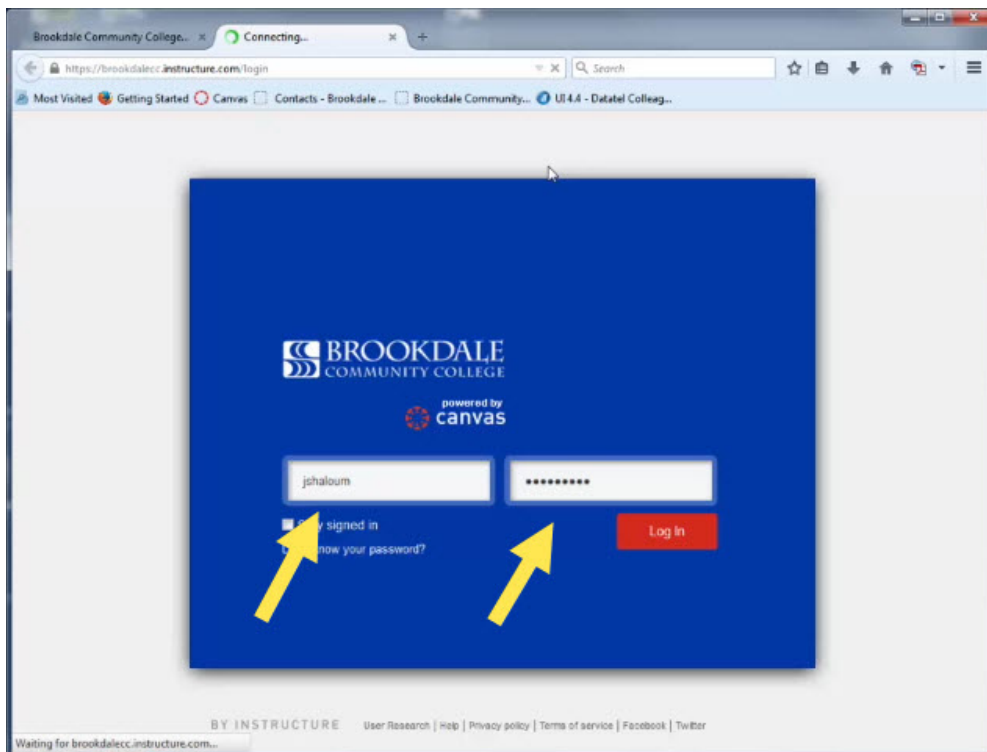 Brookdale Community College... × Connecting... × +
https://brookdalecc.instructure.com/login Search
Most Visited Getting Started Canvas Contacts - Brookdale ... Brookdale Community... UI 4.4 - Datatel Colleag...
BROOKDALE
COMMUNITY COLLEGE
powered by
canvas
jshaloum •••••••••
signed in
Log In
now your password?
BY INSTRUCTURE User Research | Help | Privacy policy | Terms of service | Facebook | Twitter
Waiting for brookdalecc.instructure.com...